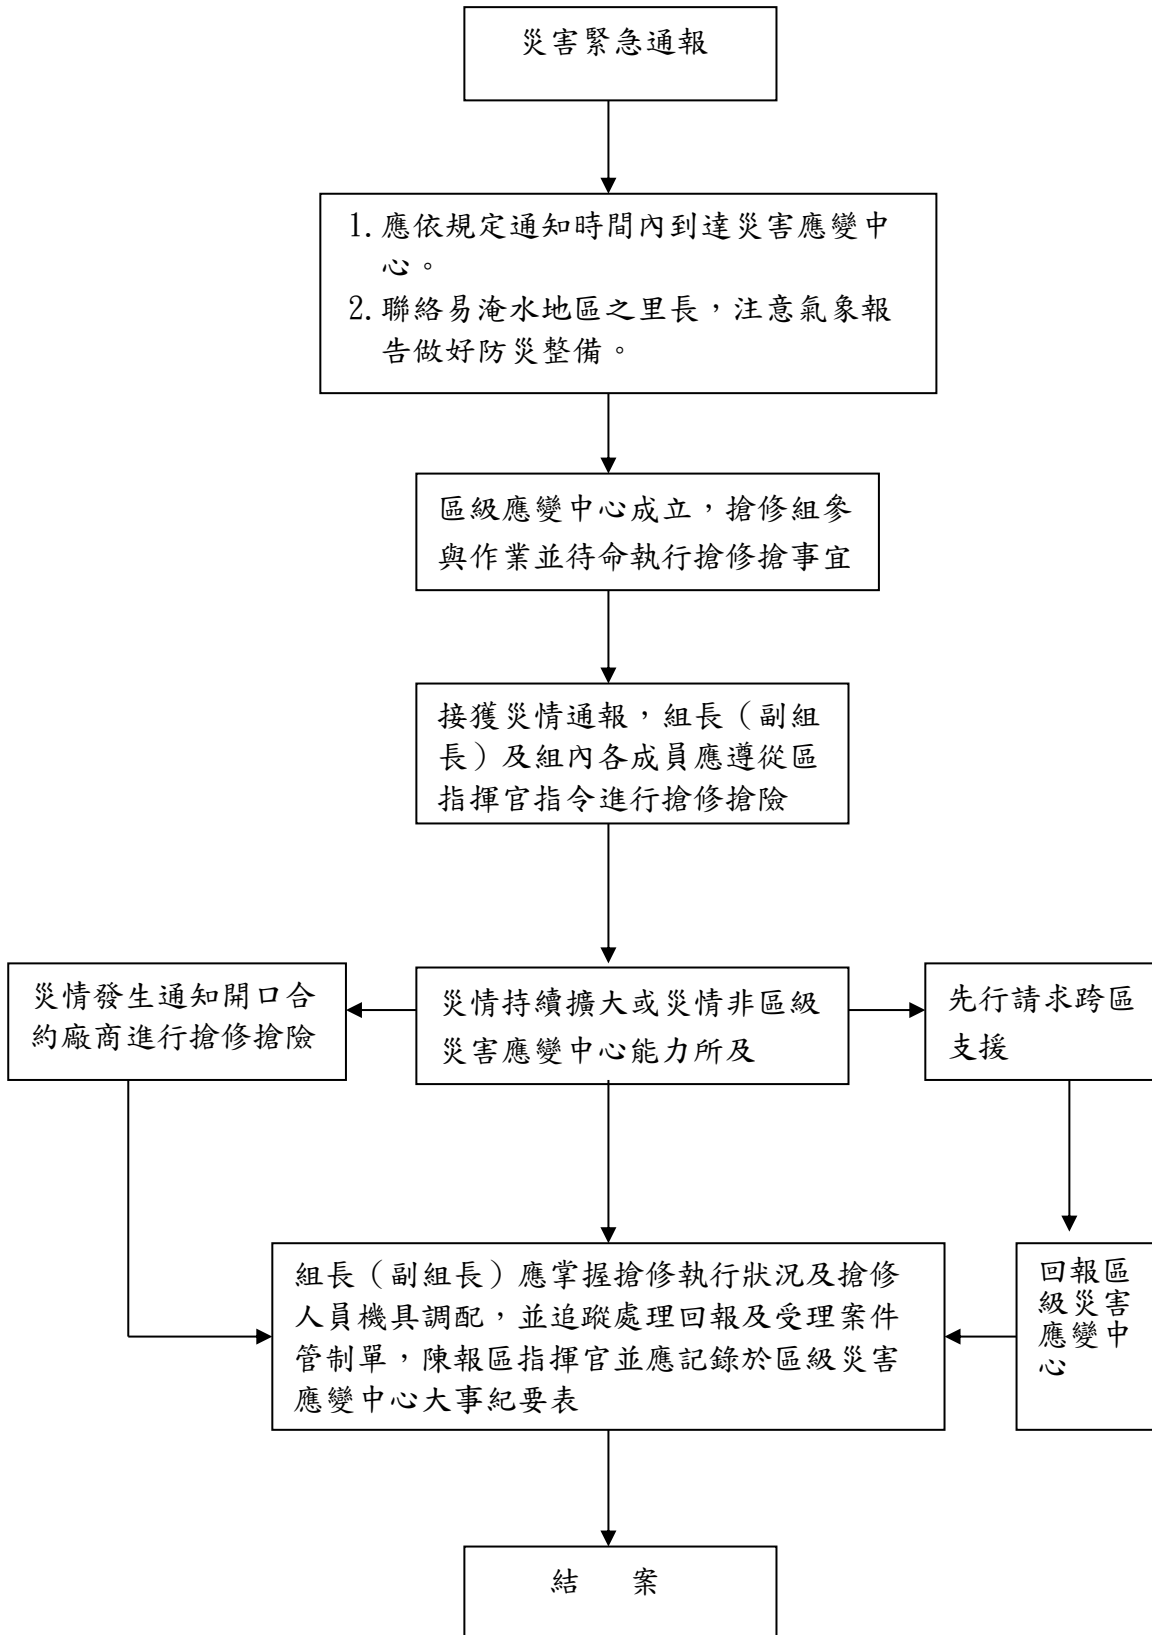 災害緊急通報
1. 應依規定通知時間內到達災害應變中
心。
2. 聯絡易淹水地區之里長，注意氣象報
告做好防災整備。
區級應變中心成立，搶修組參
與作業並待命執行搶修搶事宜
接獲災情通報，組長（副組
長）及組內各成員應遵從區
指揮官指令進行搶修搶險
災情發生通知開口合
約廠商進行搶修搶險
災情持續擴大或災情非區級
災害應變中心能力所及
先行請求跨區
支援
組長（副組長）應掌握搶修執行狀況及搶修
人員機具調配，並追蹤處理回報及受理案件
管制單，陳報區指揮官並應記錄於區級災害
應變中心大事紀要表
回報區
級災害
應變中
心
結　案